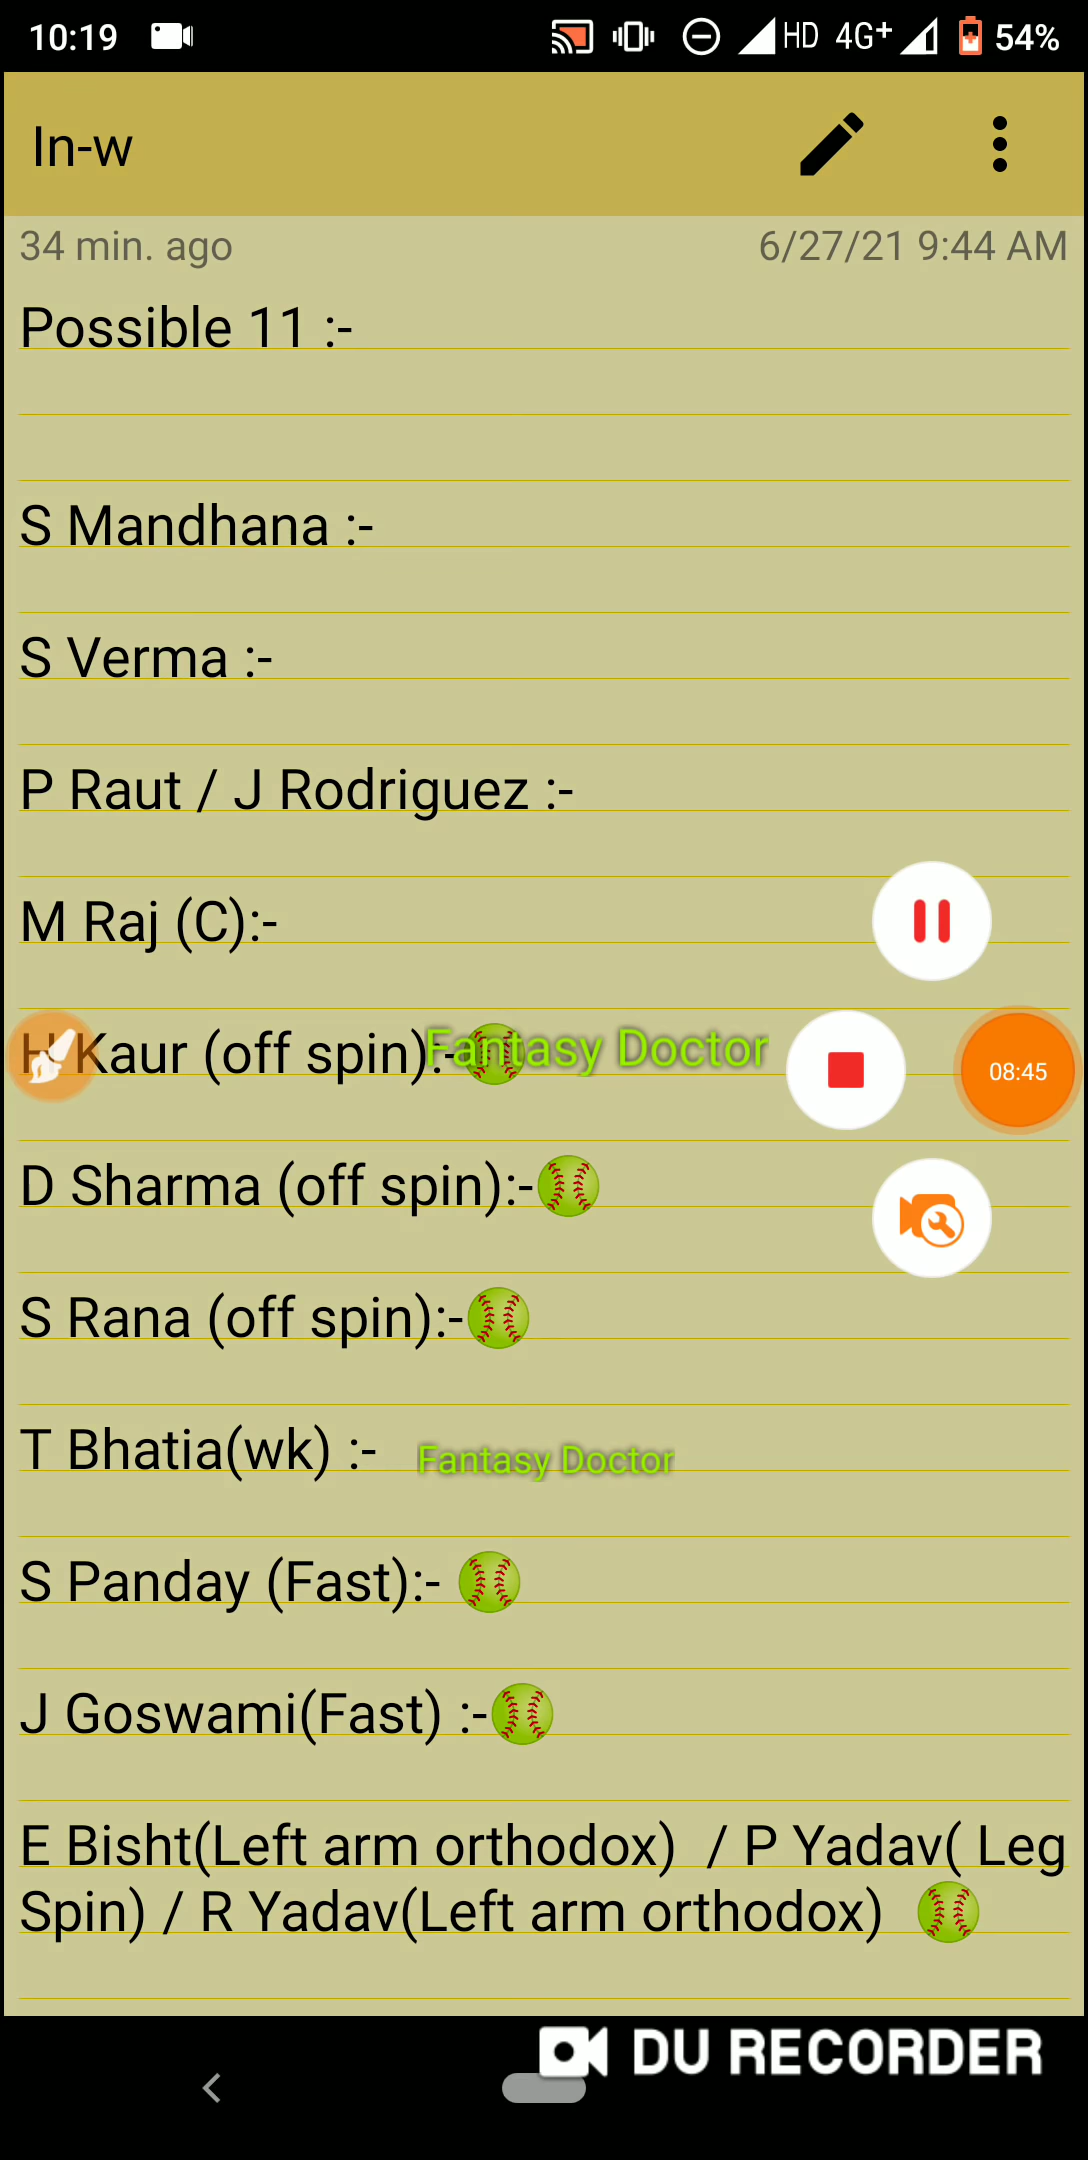 10:19 HD 4G+ 54%
In-w
34 min. ago 6/27/21 9:44 AM
Possible 11 :-
S Mandhana :-
S Verma :-
P Raut / J Rodriguez :-
M Raj (C):-
H Kaur (off spin):- Fantasy Doctor
08:45
D Sharma (off spin):-
S Rana (off spin):-
T Bhatia(wk) :- Fantasy Doctor
S Panday (Fast):-
J Goswami(Fast) :-
E Bisht(Left arm orthodox) / P Yadav( Leg
Spin) / R Yadav(Left arm orthodox)
DU RECORDER